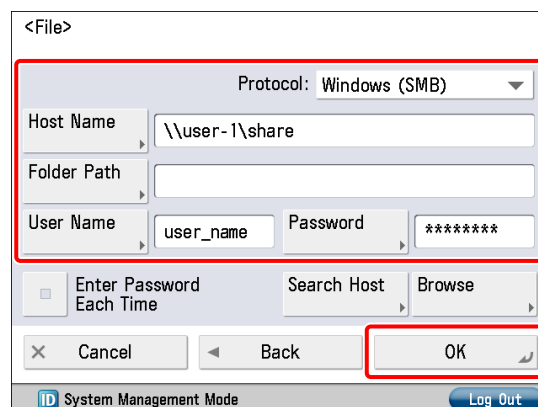 <File>
Protocol: Windows (SMB)
Host Name \\user-1\share
Folder Path
User Name user_name Password ********
Enter Password Each Time Search Host Browse
Cancel Back OK
ID System Management Mode Log Out